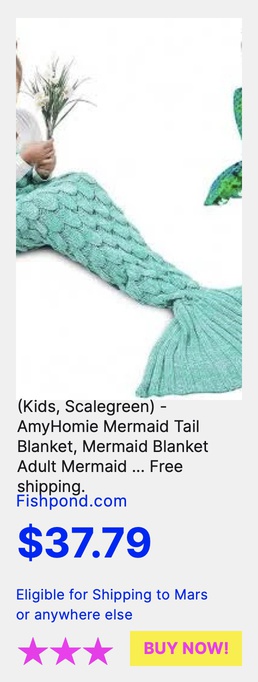 (Kids, Scalegreen) -
AmyHomie Mermaid Tail
Blanket, Mermaid Blanket
Adult Mermaid ... Free
shipping.
Fishpond.com
$37.79
Eligible for Shipping to Mars
or anywhere else
BUY NOW!